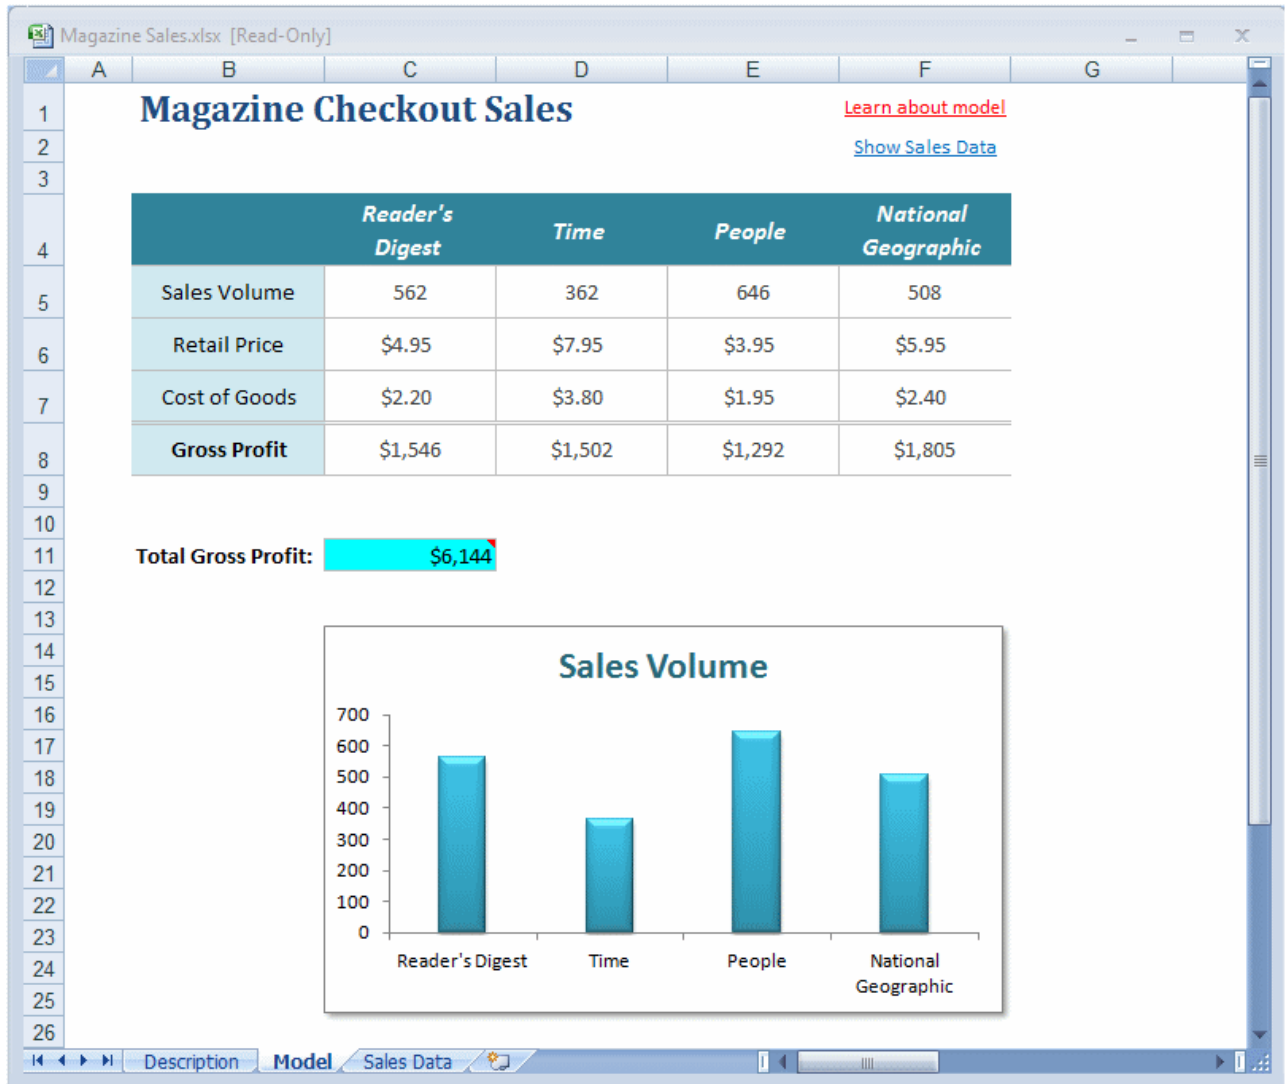 Magazine Sales.xlsx [Read-Only]
A B C D E F G
1 Magazine Checkout Sales Learn about model
2 Show Sales Data
3
Reader's National
4 Time People
Digest Geographic
5 Sales Volume 562 362 646 508
6 Retail Price $4.95 $7.95 $3.95 $5.95
7 Cost of Goods $2.20 $3.80 $1.95 $2.40
8 Gross Profit $1,546 $1,502 $1,292 $1,805
9
10
11 Total Gross Profit: $6,144
12
13
14 Sales Volume
15
16 700
17 600
18 500
19 400
20 300
21 200
22 100
23 0
24 Reader's Digest Time People National
25 Geographic
26
Description Model Sales Data